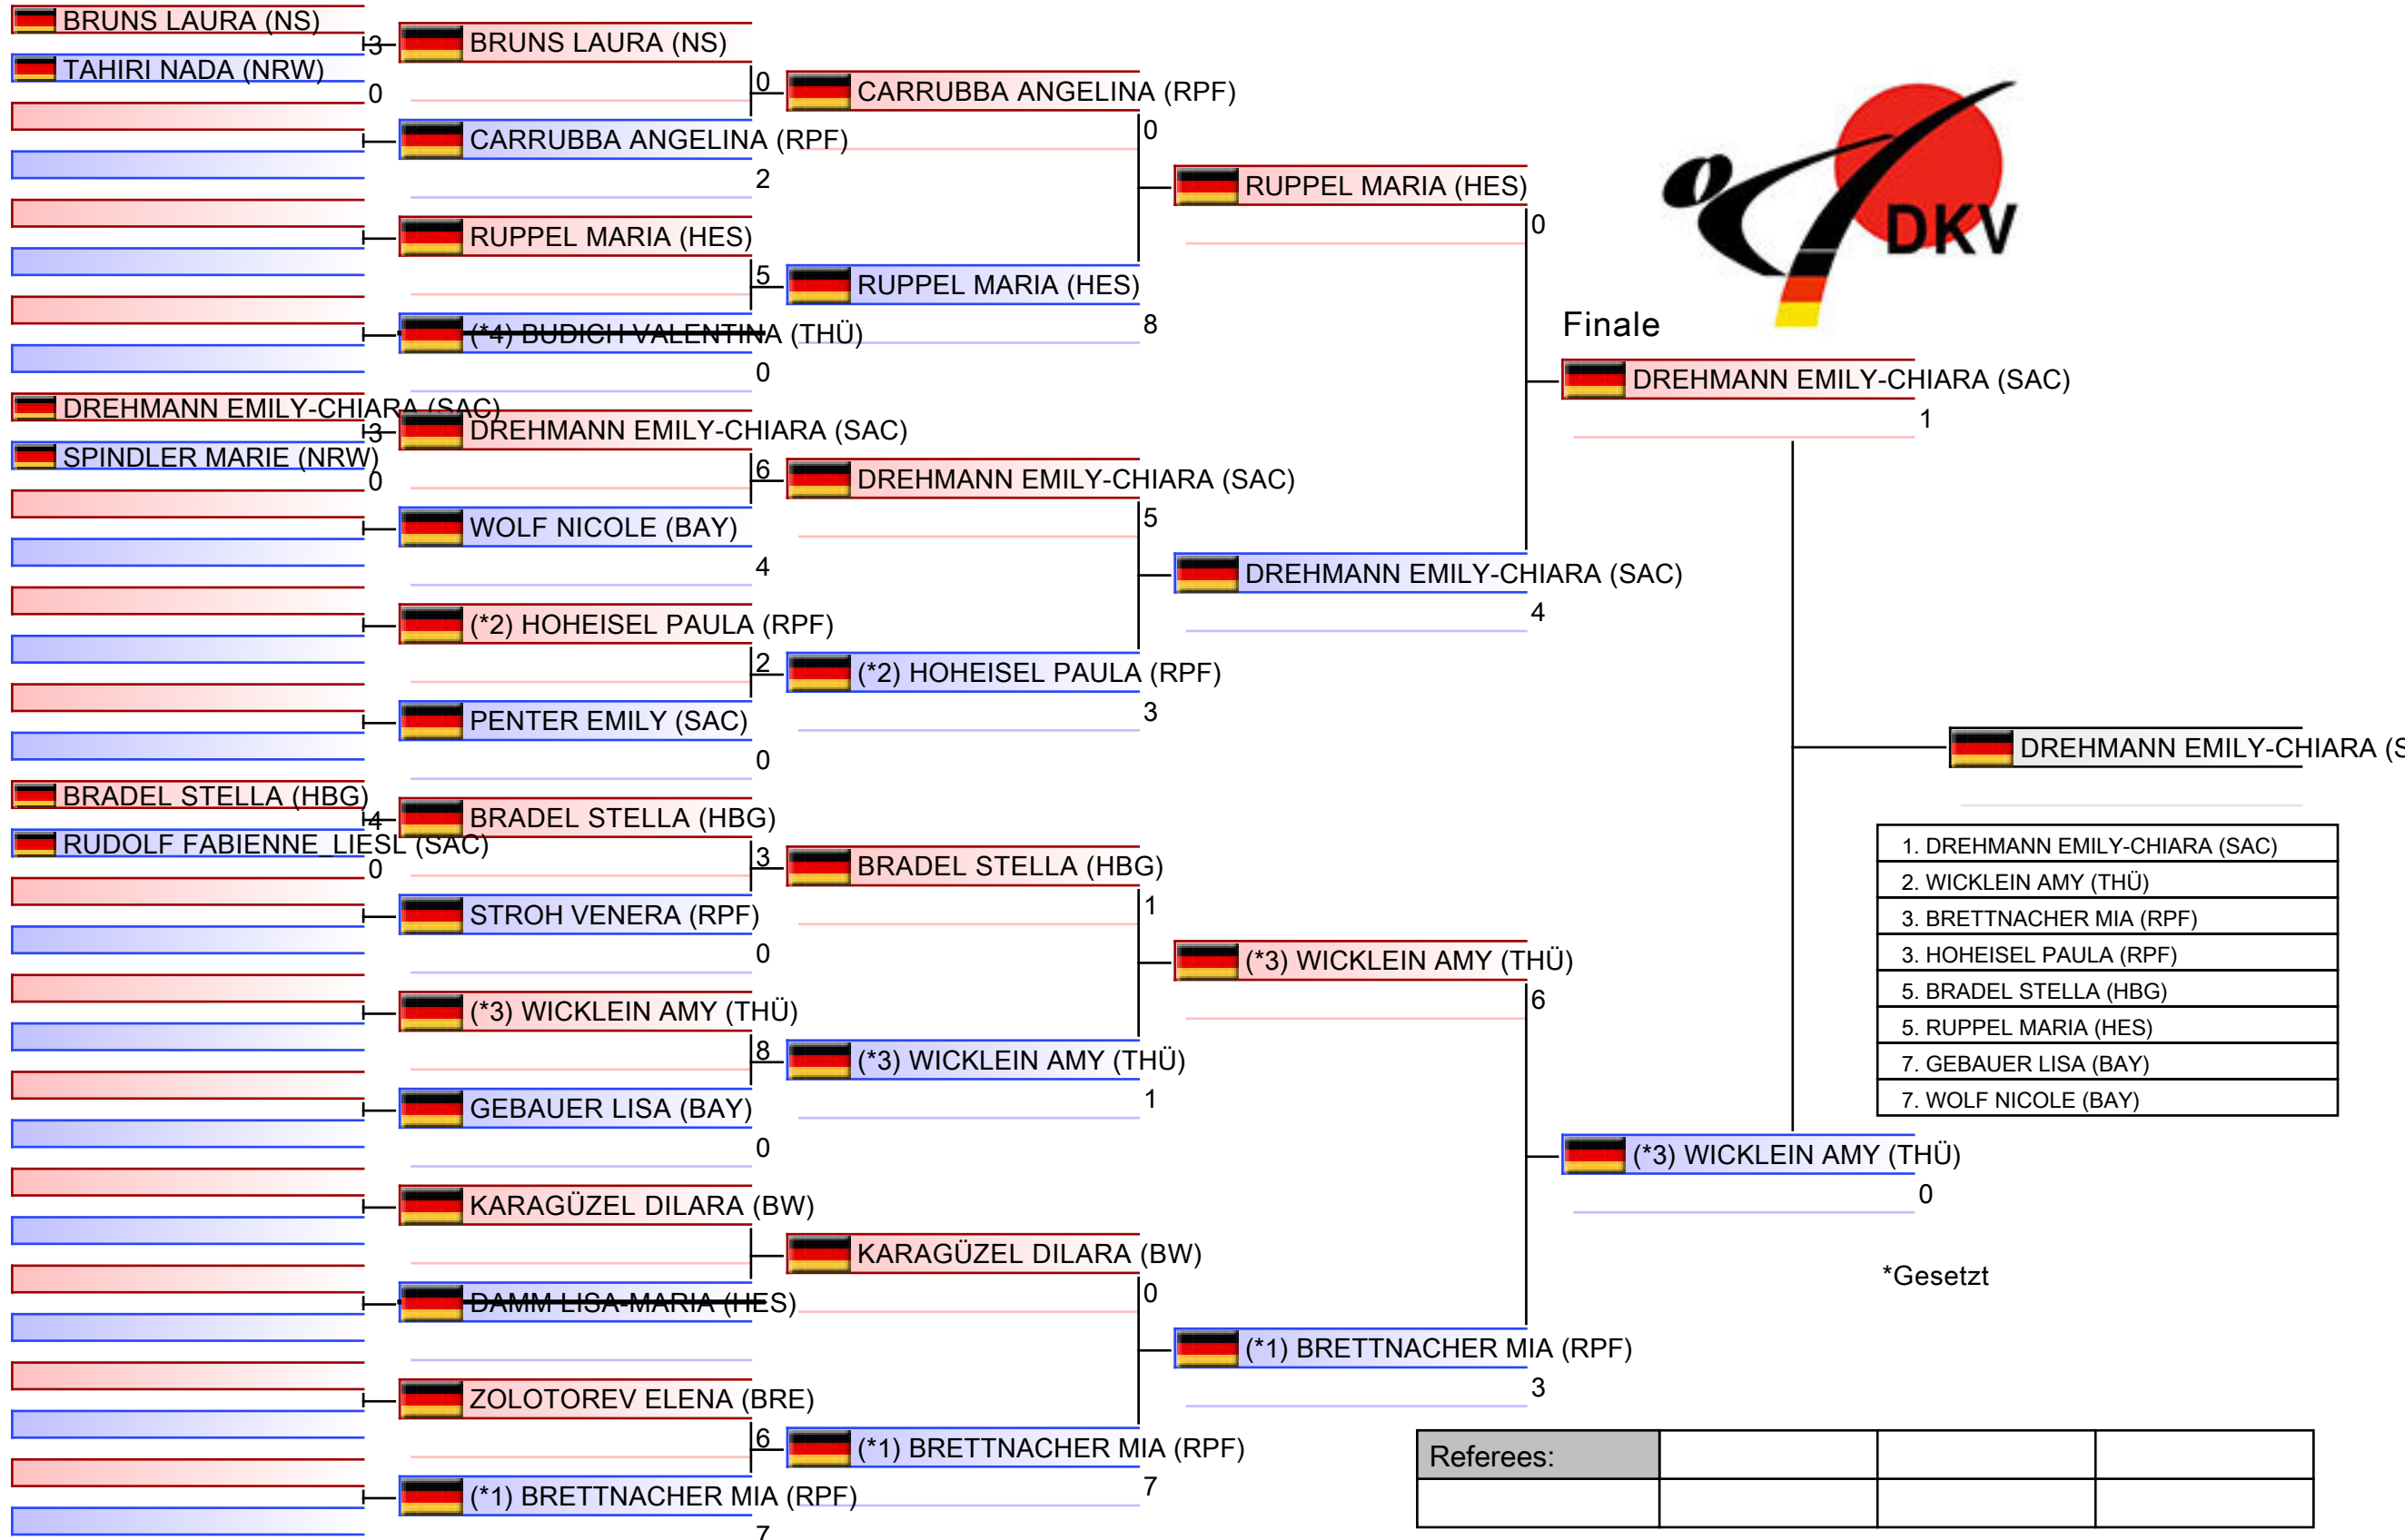 BRUNS LAURA (NS)
3
TAHIRI NADA (NRW)
0
DREHMANN EMILY-CHIARA (SAC)
3
SPINDLER MARIE (NRW)
0
BRADEL STELLA (HBG)
4
RUDOLF FABIENNE_LIESL (SAC)
0
BRUNS LAURA (NS)
0
CARRUBBA ANGELINA (RPF)
2
RUPPEL MARIA (HES)
5
(*4) BUDICH VALENTINA (THÜ)
0
DREHMANN EMILY-CHIARA (SAC)
6
WOLF NICOLE (BAY)
4
(*2) HOHEISEL PAULA (RPF)
2
PENTER EMILY (SAC)
0
BRADEL STELLA (HBG)
3
STROH VENERA (RPF)
0
(*3) WICKLEIN AMY (THÜ)
8
GEBAUER LISA (BAY)
0
KARAGÜZEL DILARA (BW)
DAMM LISA-MARIA (HES)
ZOLOTOREV ELENA (BRE)
6
(*1) BRETTNACHER MIA (RPF)
7
CARRUBBA ANGELINA (RPF)
0
RUPPEL MARIA (HES)
8
DREHMANN EMILY-CHIARA (SAC)
5
(*2) HOHEISEL PAULA (RPF)
3
BRADEL STELLA (HBG)
1
(*3) WICKLEIN AMY (THÜ)
1
KARAGÜZEL DILARA (BW)
0
(*1) BRETTNACHER MIA (RPF)
7
RUPPEL MARIA (HES)
0
DREHMANN EMILY-CHIARA (SAC)
4
(*3) WICKLEIN AMY (THÜ)
6
(*1) BRETTNACHER MIA (RPF)
3
DKV
Finale
DREHMANN EMILY-CHIARA (SAC)
1
(*3) WICKLEIN AMY (THÜ)
0
DREHMANN EMILY-CHIARA (S
1. DREHMANN EMILY-CHIARA (SAC)
2. WICKLEIN AMY (THÜ)
3. BRETTNACHER MIA (RPF)
3. HOHEISEL PAULA (RPF)
5. BRADEL STELLA (HBG)
5. RUPPEL MARIA (HES)
7. GEBAUER LISA (BAY)
7. WOLF NICOLE (BAY)
*Gesetzt
Referees: